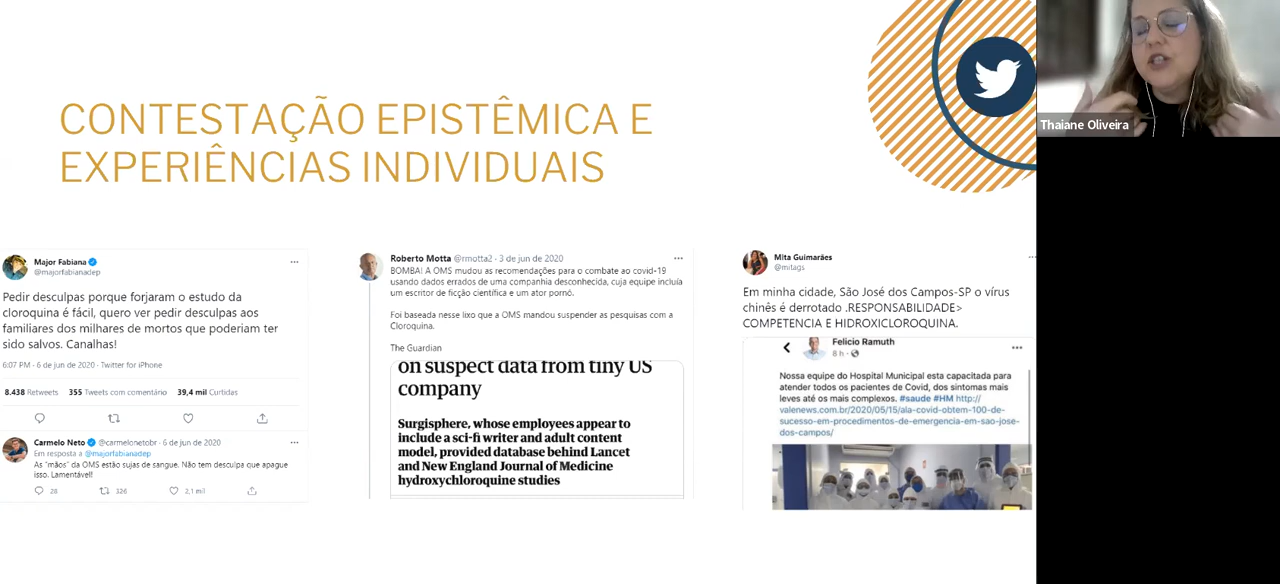 CONTESTAÇÃO EPISTÊMICA E
EXPERIÊNCIAS INDIVIDUAIS
Thaiane Oliveira
Major Fabiana
@majorfabianadep
Pedir desculpas porque forjaram o estudo da
cloroquina é fácil, quero ver pedir desculpas aos
familiares dos milhares de mortos que poderiam ter
sido salvos. Canalhas!
6:07 PM · 6 de jun de 2020 · Twitter for iPhone
8.438 Retweets 355 Tweets com comentário 39,4 mil Curtidas
Carmelo Neto @carmelonetobr · 6 de jun de 2020
Em resposta a @majorfabianadep
As "mãos" da OMS estão sujas de sangue. Não tem desculpa que apague
isso. Lamentável!
28 326 2,1 mil
Roberto Motta @rmotta2 · 3 de jun de 2020
BOMBA! A OMS mudou as recomendações para o combate ao covid-19
usando dados errados de uma companhia desconhecida, cuja equipe incluía
um escritor de ficção científica e um ator pornô.
Foi baseada nesse lixo que a OMS mandou suspender as pesquisas com a
Cloroquina.
The Guardian
on suspect data from tiny US
company
Surgisphere, whose employees appear to
include a sci-fi writer and adult content
model, provided database behind Lancet
and New England Journal of Medicine
hydroxychloroquine studies
Mita Guimarães
@mitags
Em minha cidade, São José dos Campos-SP o vírus
chinês é derrotado .RESPONSABILIDADE>
COMPETENCIA E HIDROXICLOROQUINA.
Felicio Ramuth
8 h
Nossa equipe do Hospital Municipal esta capacitada para
atender todos os pacientes de Covid, dos sintomas mais
leves até os mais complexos. #saude #HM http://
valenews.com.br/2020/05/15/ala-covid-obtem-100-de-
sucesso-em-procedimentos-de-emergencia-em-sao-jose-
dos-campos/